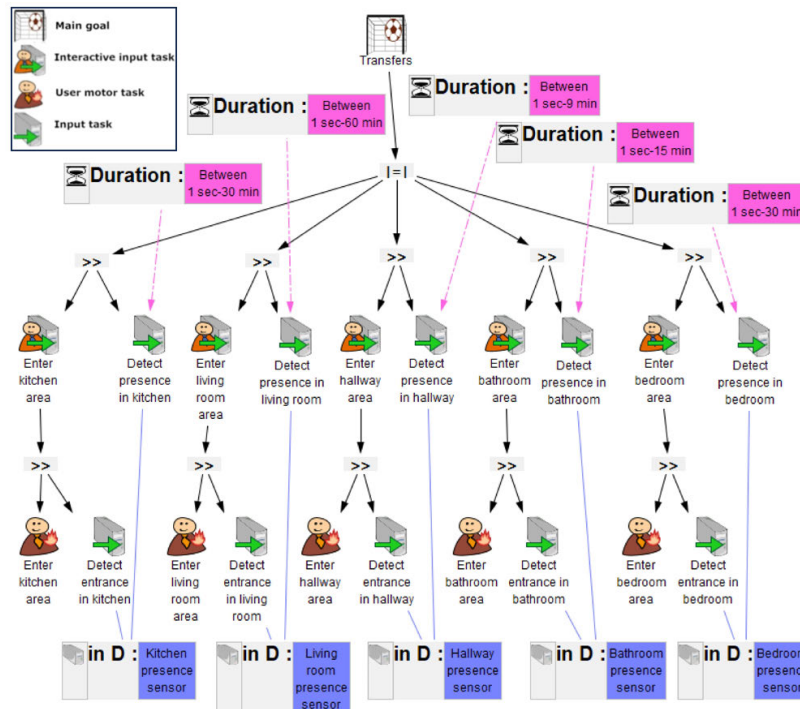 Main goal
Interactive input task
User motor task
Input task
Transfers
Duration : Between
1 sec-60 min
Duration : Between
1 sec-9 min
Duration : Between
1 sec-15 min
Duration : Between
1 sec-30 min
Duration : Between
1 sec-30 min
|=|
>> >> >> >> >>
Enter
kitchen
area
Detect
presence
in kitchen
Enter
living
room
area
Detect
presence in
living room
Enter
hallway
area
Detect
presence
in hallway
Enter
bathroom
area
Detect
presence in
bathroom
Enter
bedroom
area
Detect
presence in
bedroom
>> >> >> >> >>
Enter
kitchen
area
Detect
entrance
in kitchen
Enter
living
room area
Detect
entrance
in living
room
Enter
hallway
area
Detect
entrance
in hallway
Enter
bathroom
area
Detect
entrance in
bathroom
Enter
bedroom
area
Detect
entrance in
bedroom
in D : Kitchen
presence
sensor
in D : Living
room
presence
sensor
in D : Hallway
presence
sensor
in D : Bathroom
presence
sensor
in D : Bedroom
presence
sensor